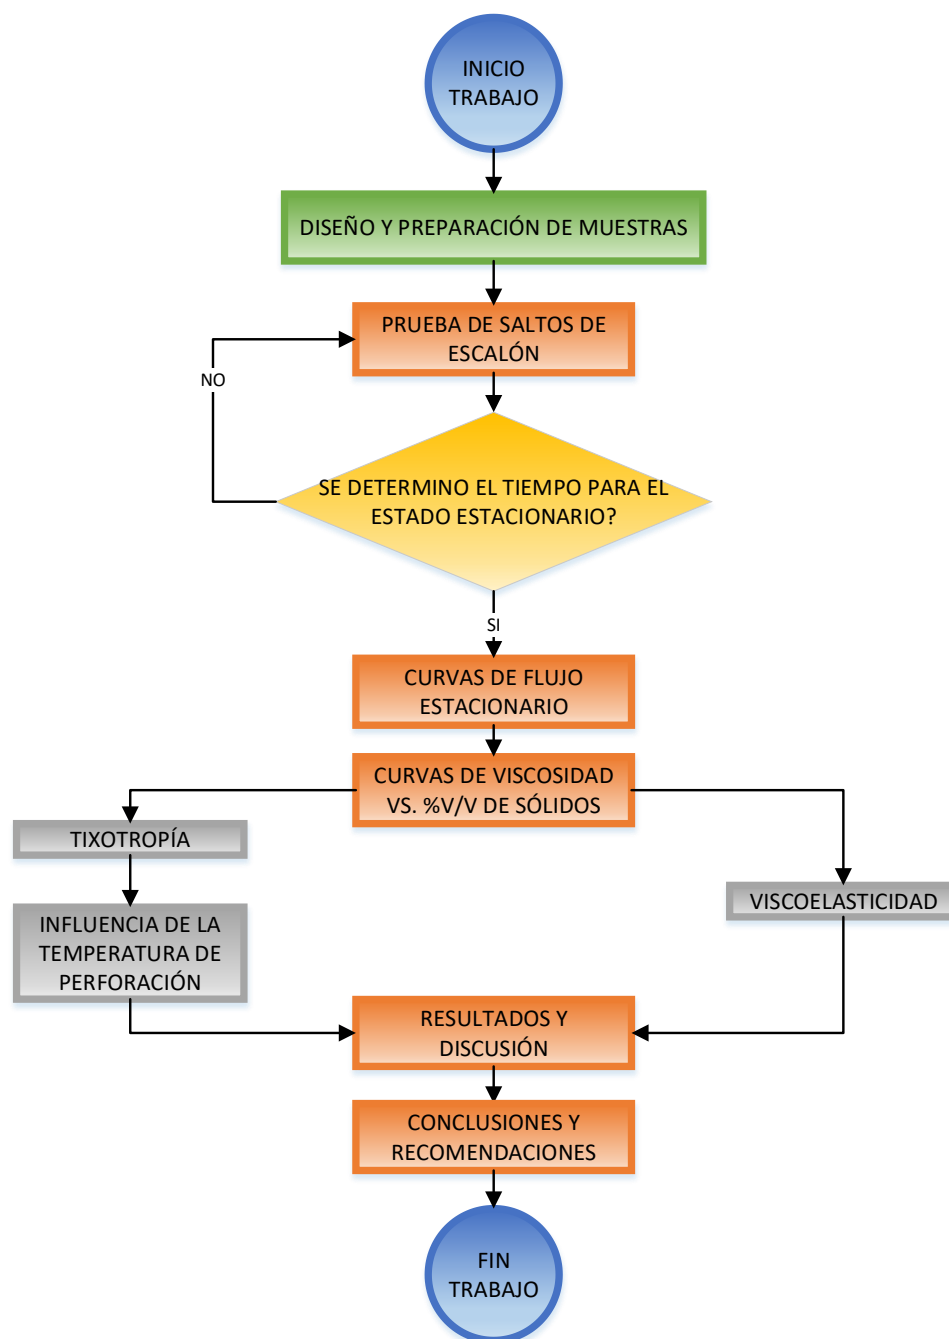 INICIO
TRABAJO
DISEÑO Y PREPARACIÓN DE MUESTRAS
PRUEBA DE SALTOS DE
ESCALÓN
NO
SE DETERMINO EL TIEMPO PARA EL
ESTADO ESTACIONARIO?
SI
CURVAS DE FLUJO
ESTACIONARIO
CURVAS DE VISCOSIDAD
VS. %V/V DE SÓLIDOS
TIXOTROPÍA
VISCOELASTICIDAD
INFLUENCIA DE LA
TEMPERATURA DE
PERFORACIÓN
RESULTADOS Y
DISCUSIÓN
CONCLUSIONES Y
RECOMENDACIONES
FIN
TRABAJO